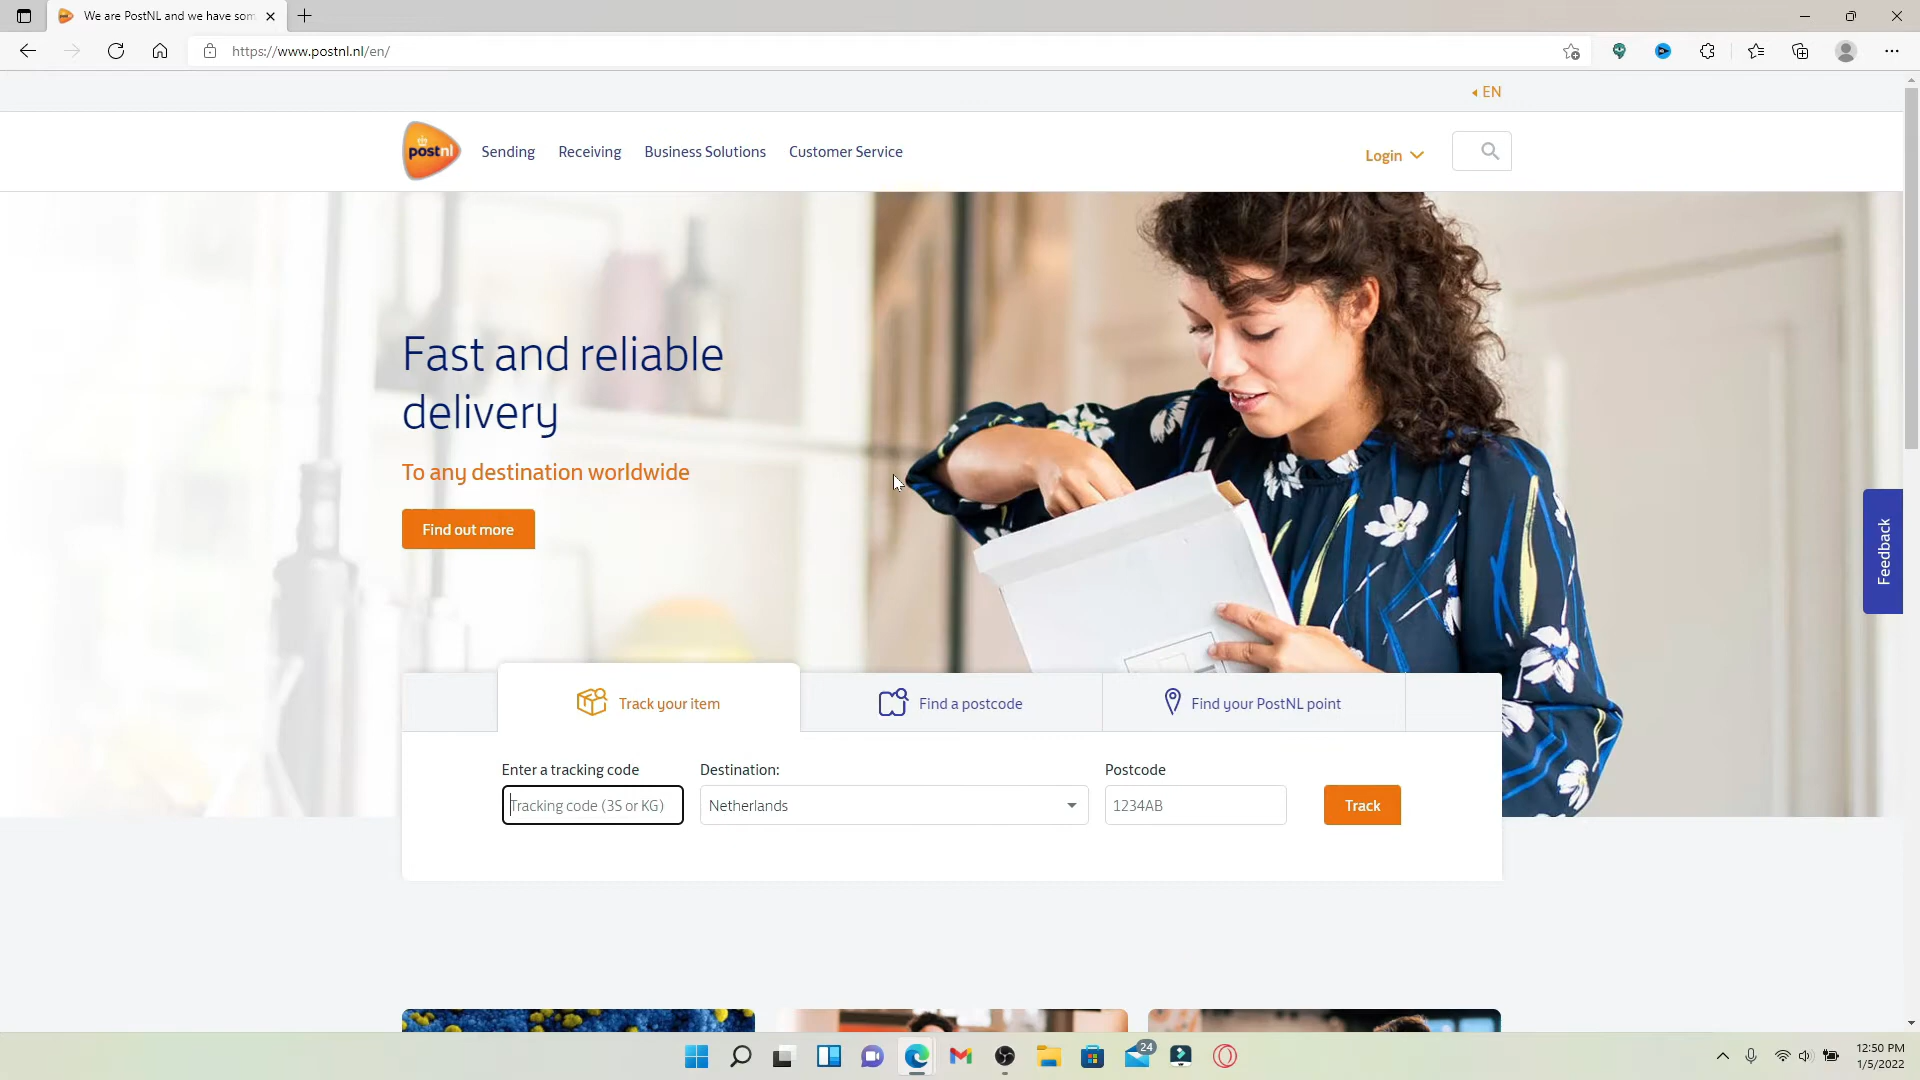 We are PostNL and we have som
https://www.postnl.nl/en/
EN
postnl
Sending
Receiving
Business Solutions
Customer Service
Login
Fast and reliable
delivery
To any destination worldwide
Find out more
Feedback
Track your item
Find a postcode
Find your PostNL point
Enter a tracking code
Destination:
Postcode
Tracking code (3S or KG)
Netherlands
1234AB
Track
24
12:50 PM
1/5/2022